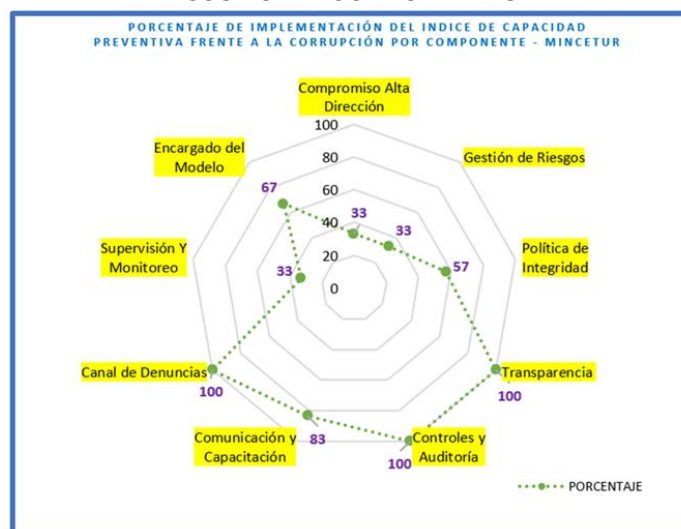 PORCENTAJE DE IMPLEMENTACIÓN DEL INDICE DE CAPACIDAD
PREVENTIVA FRENTE A LA CORRUPCIÓN POR COMPONENTE - MINCETUR
Compromiso Alta
Dirección
100
80
60
40
20
0
Gestión de Riesgos
Política de
Integridad
Transparencia
Controles y
Auditoría
Comunicación y
Capacitación
Canal de Denuncias
Supervisión Y
Monitoreo
Encargado del
Modelo
33
33
57
100
100
83
100
33
67
PORCENTAJE